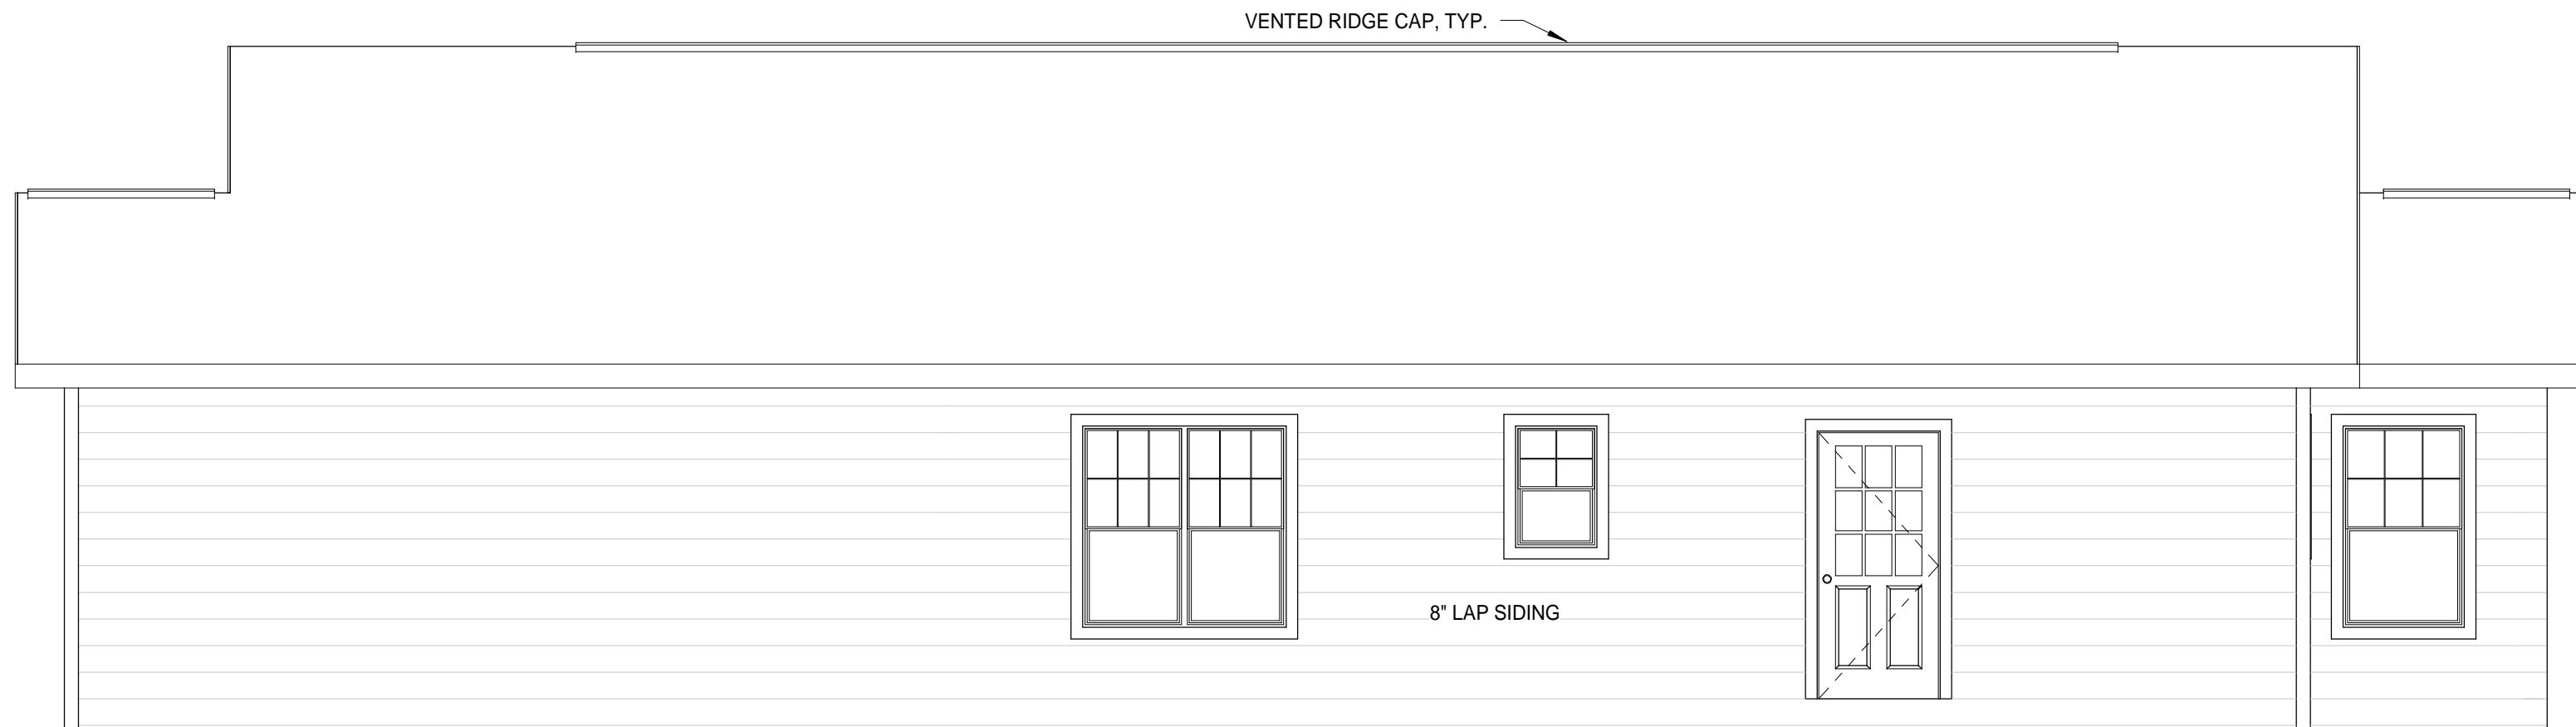 VENTED RIDGE CAP, TYP.
8" LAP SIDING